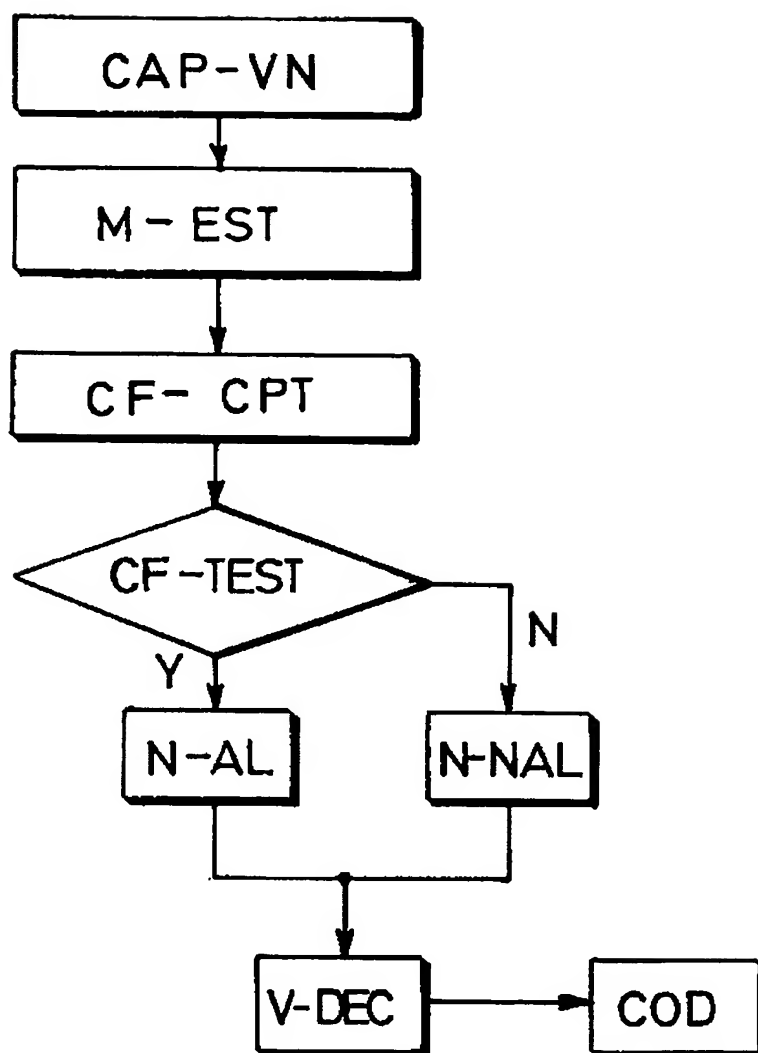 CAP-VN
M-EST
CF-CPT
CF-TEST
Y
N
N-AL
N-NAL
V-DEC
COD